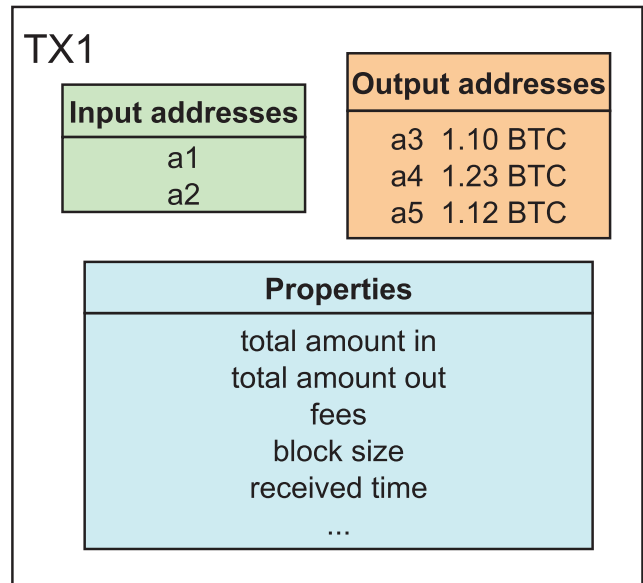 TX1
Input addresses
a1
a2
Output addresses
a3 1.10 BTC
a4 1.23 BTC
a5 1.12 BTC
Properties
total amount in
total amount out
fees
block size
received time
...